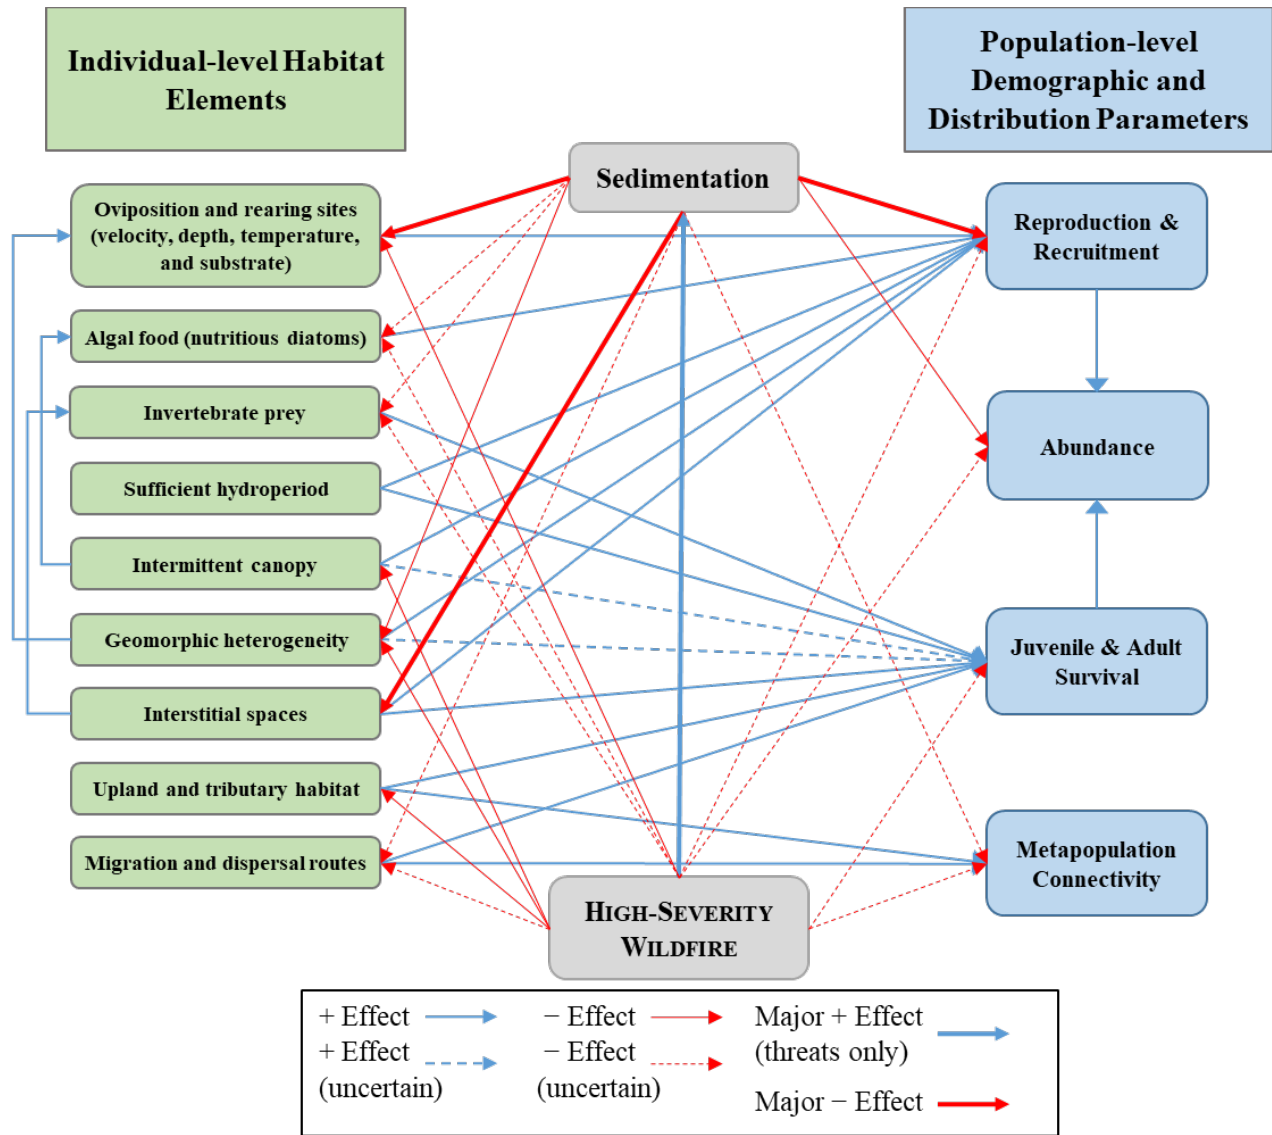 Individual-level Habitat
Elements
Population-level
Demographic and
Distribution Parameters
Sedimentation
Oviposition and rearing sites
(velocity, depth, temperature,
and substrate)
Algal food (nutritious diatoms)
Invertebrate prey
Sufficient hydroperiod
Intermittent canopy
Geomorphic heterogeneity
Interstitial spaces
Upland and tributary habitat
Migration and dispersal routes
Reproduction &
Recruitment
Abundance
Juvenile & Adult
Survival
Metapopulation
Connectivity
HIGH-SEVERITY
WILDFIRE
+ Effect
+ Effect
(uncertain)
− Effect
− Effect
(uncertain)
Major + Effect
(threats only)
Major − Effect